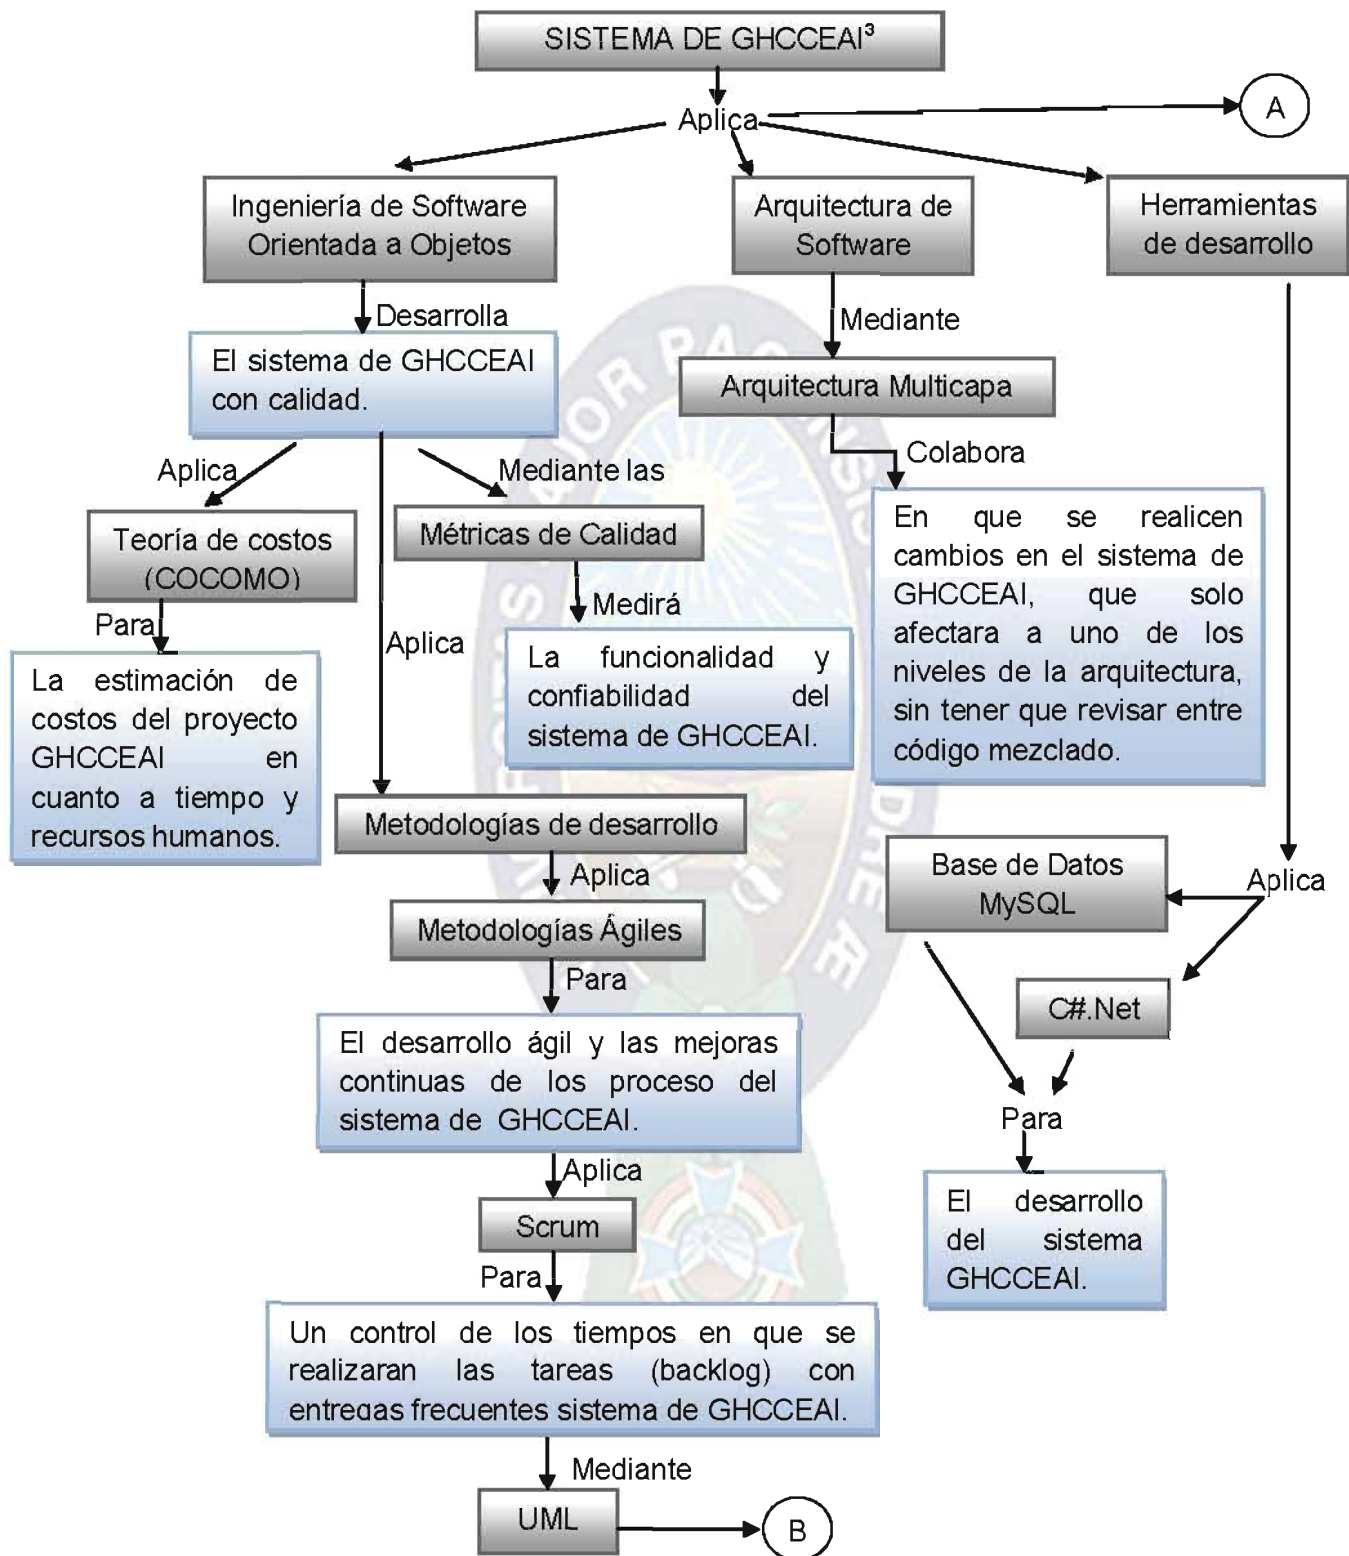 SISTEMA DE GHCCEAI³
Aplica
A
Ingeniería de Software
Orientada a Objetos
Arquitectura de
Software
Herramientas
de desarrollo
Desarrolla
Mediante
El sistema de GHCCEAI
con calidad.
Arquitectura Multicapa
Aplica
Mediante las
Colabora
Teoría de costos
(COCOMO)
Métricas de Calidad
En que se realicen
cambios en el sistema de
GHCCEAI, que solo
afectara a uno de los
niveles de la arquitectura,
sin tener que revisar entre
código mezclado.
Para
Aplica
Medirá
La estimación de
costos del proyecto
GHCCEAI en
cuanto a tiempo y
recursos humanos.
La funcionalidad y
confiabilidad del
sistema de GHCCEAI.
Metodologías de desarrollo
Aplica
Base de Datos
MySQL
Aplica
Metodologías Ágiles
Para
C#.Net
El desarrollo ágil y las mejoras
continuas de los proceso del
sistema de GHCCEAI.
Para
Aplica
El desarrollo
del sistema
GHCCEAI.
Scrum
Para
Un control de los tiempos en que se
realizaran las tareas (backlog) con
entregas frecuentes sistema de GHCCEAI.
Mediante
UML
B